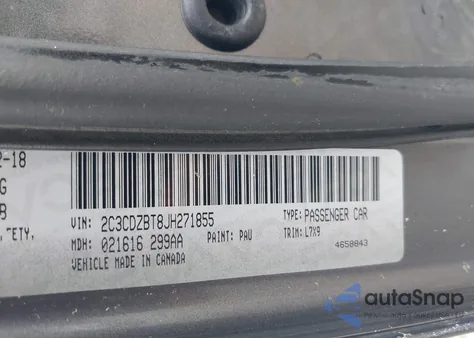 2-18
G
B
, TETY,
VIN: 2C3CDZBT8JH271855
TYPE: PASSENGER CAR
MDH: 021616 299AA
PAINT: PAU
TRIM: L7X9
VEHICLE MADE IN CANADA
4658843
autoSnap